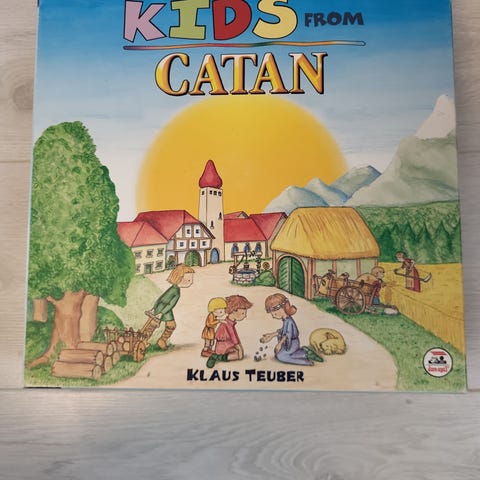 KIDS FROM
CATAN
KLAUS TEUBER